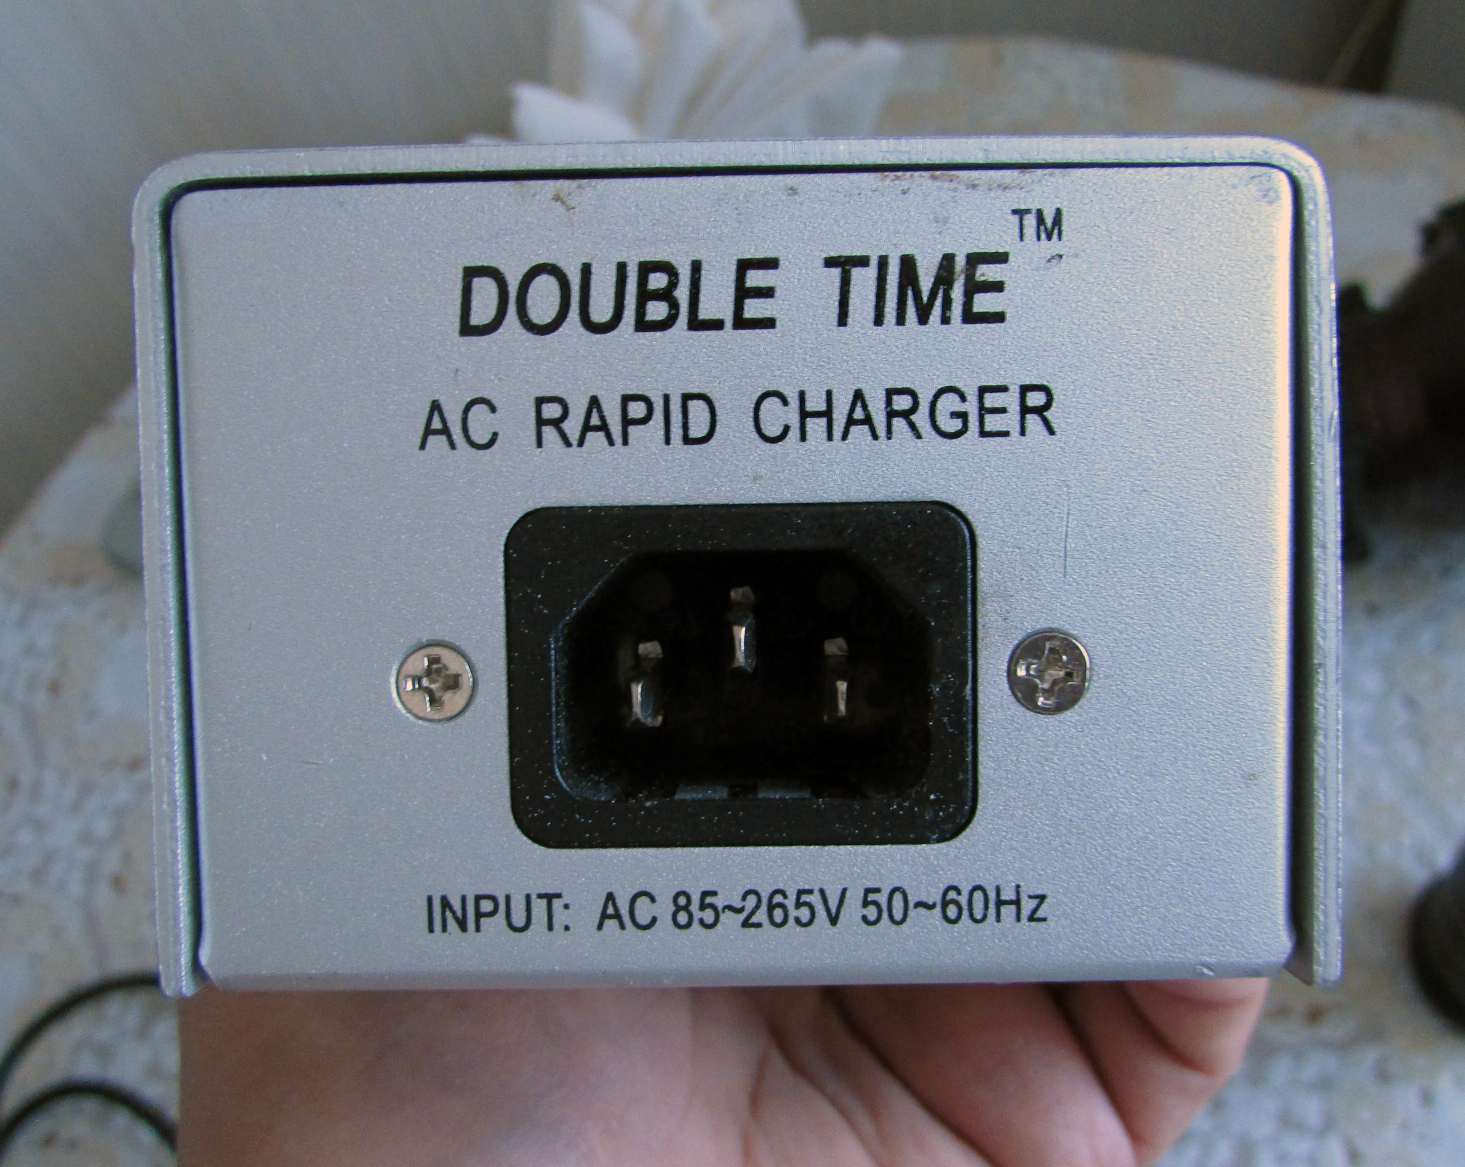 DOUBLE TIME™
AC RAPID CHARGER
INPUT: AC 85~265V 50~60Hz